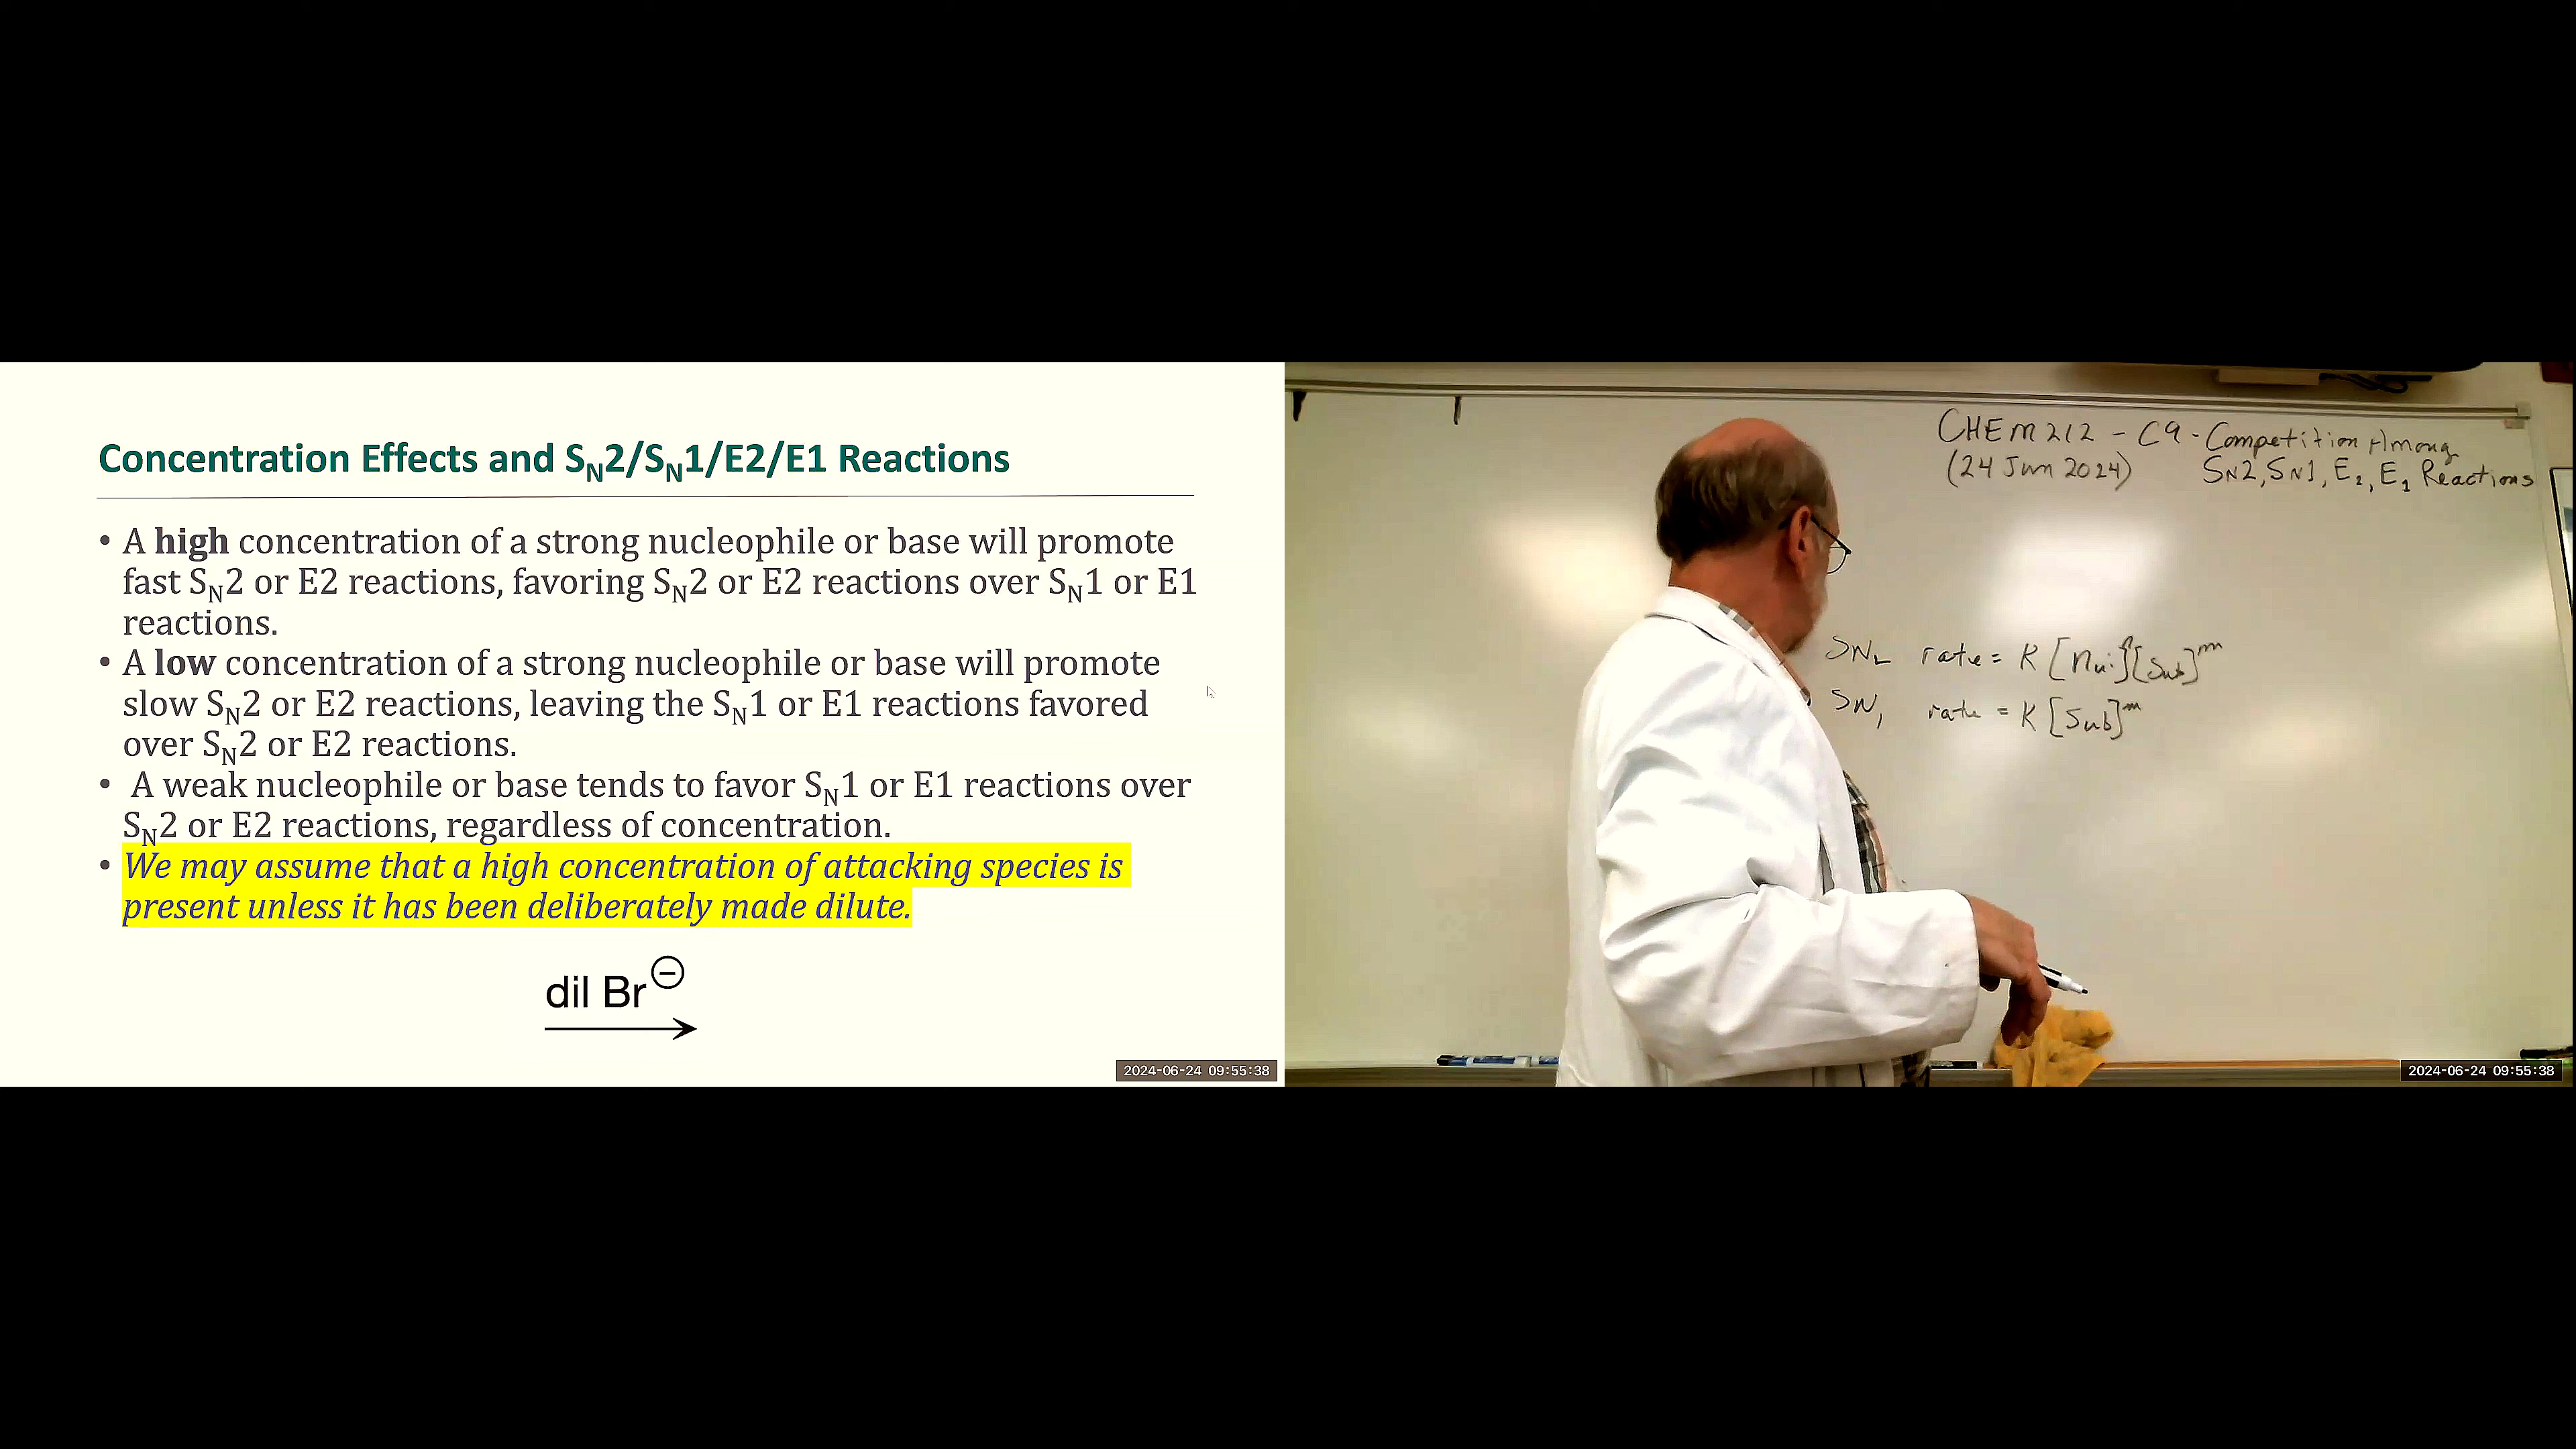 Concentration Effects and SN2/SN1/E2/E1 Reactions
• A high concentration of a strong nucleophile or base will promote
fast SN2 or E2 reactions, favoring SN2 or E2 reactions over SN1 or E1
reactions.
• A low concentration of a strong nucleophile or base will promote
slow SN2 or E2 reactions, leaving the SN1 or E1 reactions favored
over SN2 or E2 reactions.
• A weak nucleophile or base tends to favor SN1 or E1 reactions over
SN2 or E2 reactions, regardless of concentration.
• We may assume that a high concentration of attacking species is
present unless it has been deliberately made dilute.
dil Br⊖
2024-06-24 09:55:38
CHEM 212 - C9 - Competition Among
(24 Jun 2024) SN2, SN1, E2, E1 Reactions
SN2 rate = K [Nu:]ⁿ[Sub]ᵐ
SN1 rate = K [Sub]ᵐ
2024-06-24 09:55:38